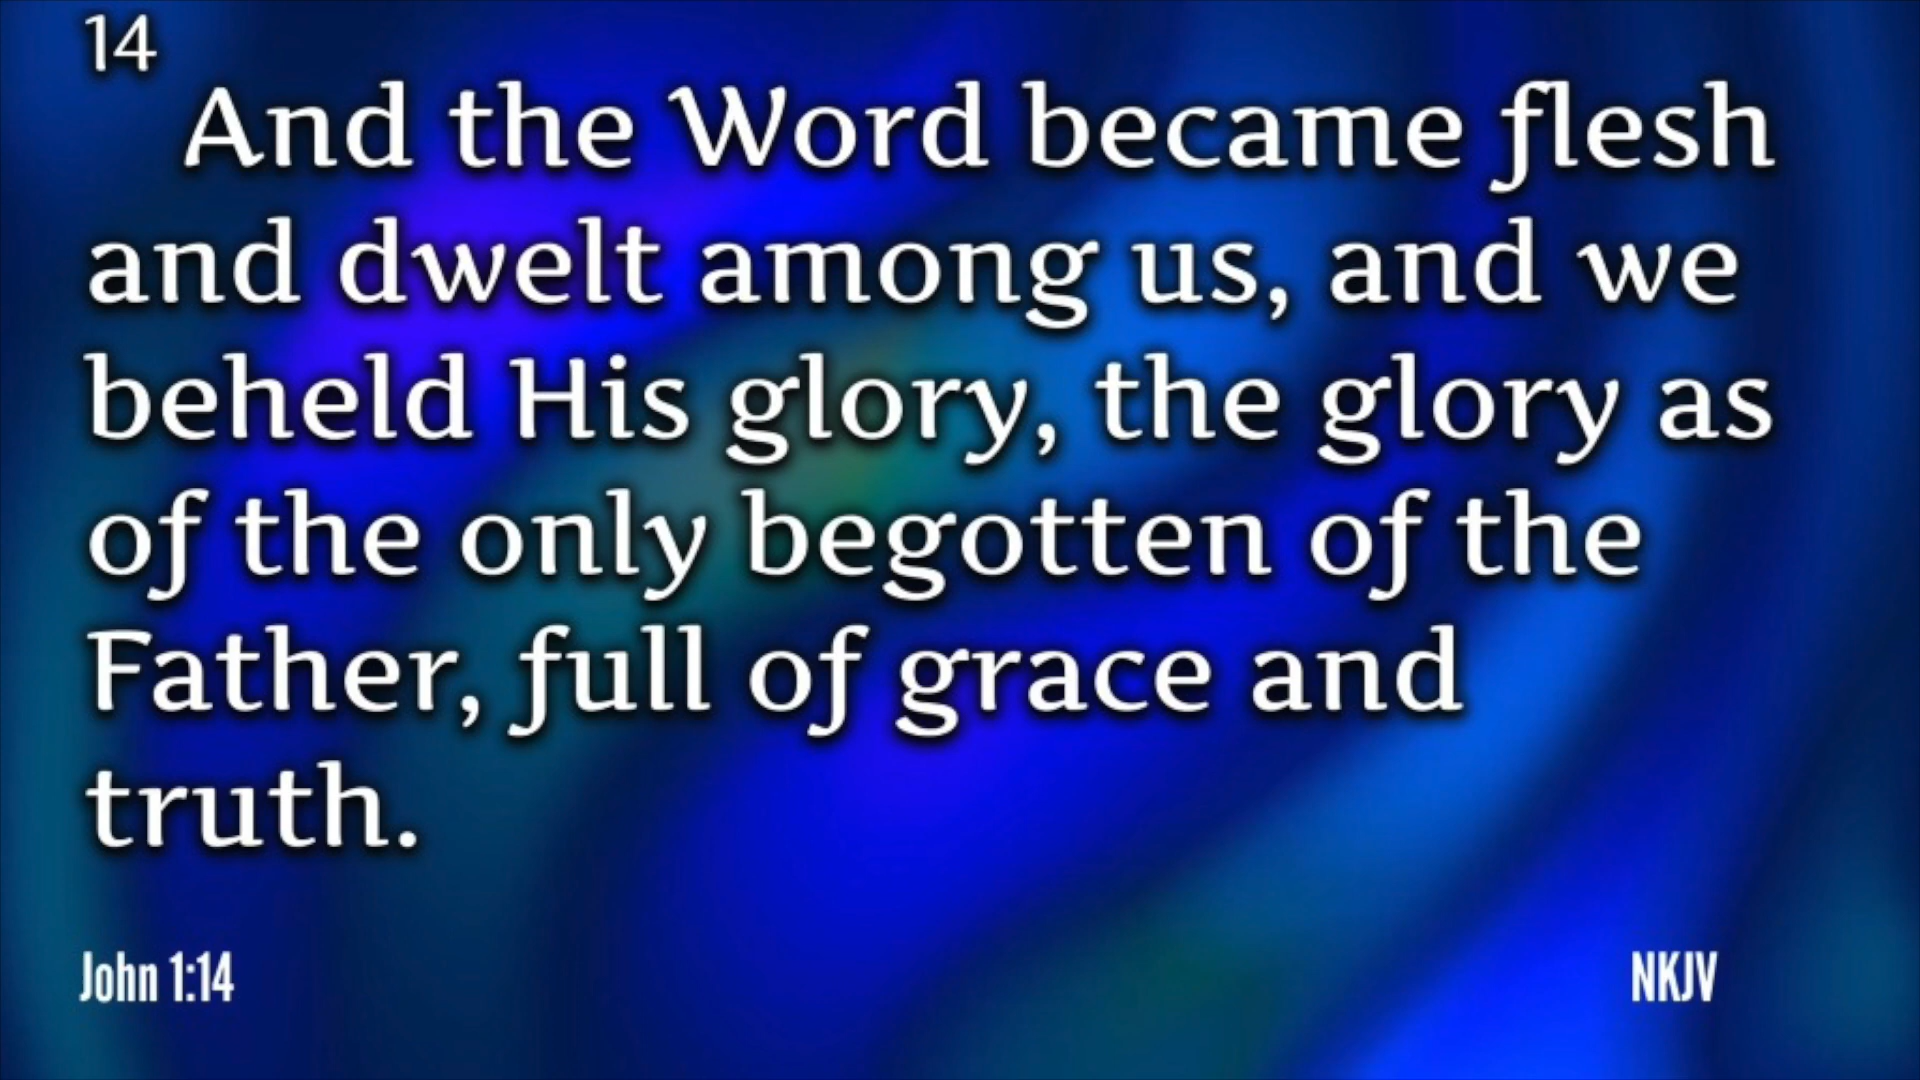 14
And the Word became flesh
and dwelt among us, and we
beheld His glory, the glory as
of the only begotten of the
Father, full of grace and
truth.
John 1:14
NKJV